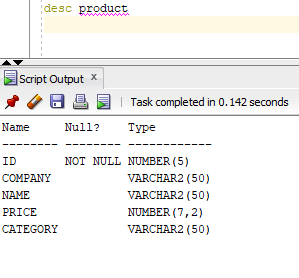 desc product
Script Output x
Task completed in 0.142 seconds
Name Null? Type
-------- -------- ------------
ID NOT NULL NUMBER(5)
COMPANY VARCHAR2(50)
NAME VARCHAR2(50)
PRICE NUMBER(7,2)
CATEGORY VARCHAR2(50)